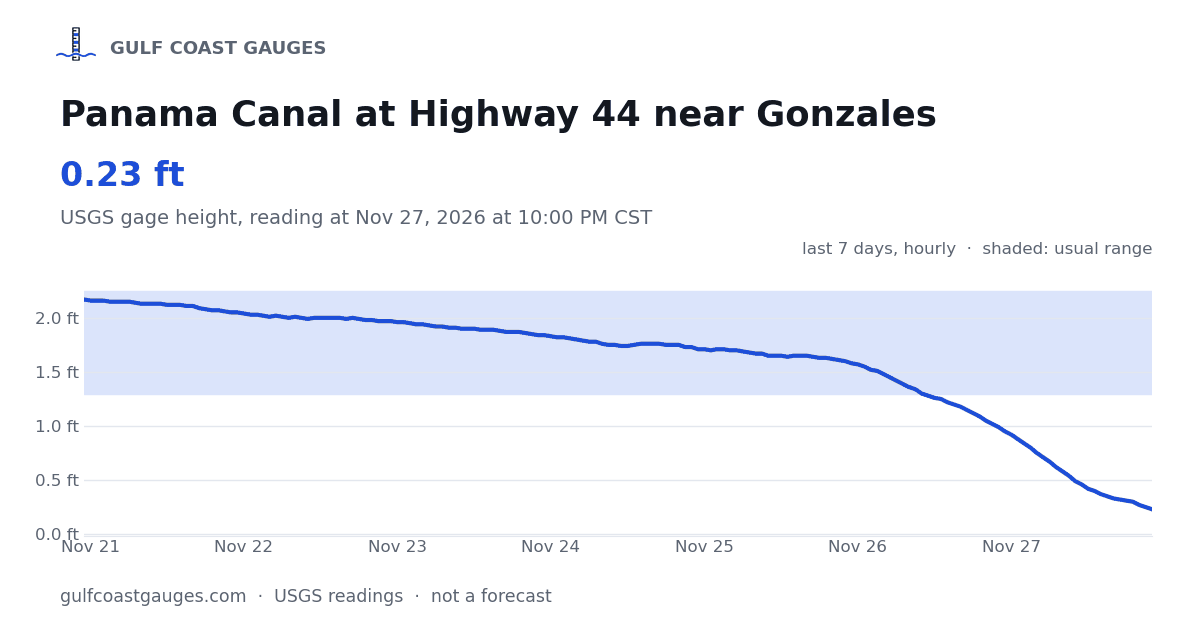 GULF COAST GAUGES
Panama Canal at Highway 44 near Gonzales
0.23 ft
USGS gage height, reading at Nov 27, 2026 at 10:00 PM CST
last 7 days, hourly · shaded: usual range
2.0 ft
1.5 ft
1.0 ft
0.5 ft
0.0 ft
Nov 21 Nov 22 Nov 23 Nov 24 Nov 25 Nov 26 Nov 27
gulfcoastgauges.com · USGS readings · not a forecast